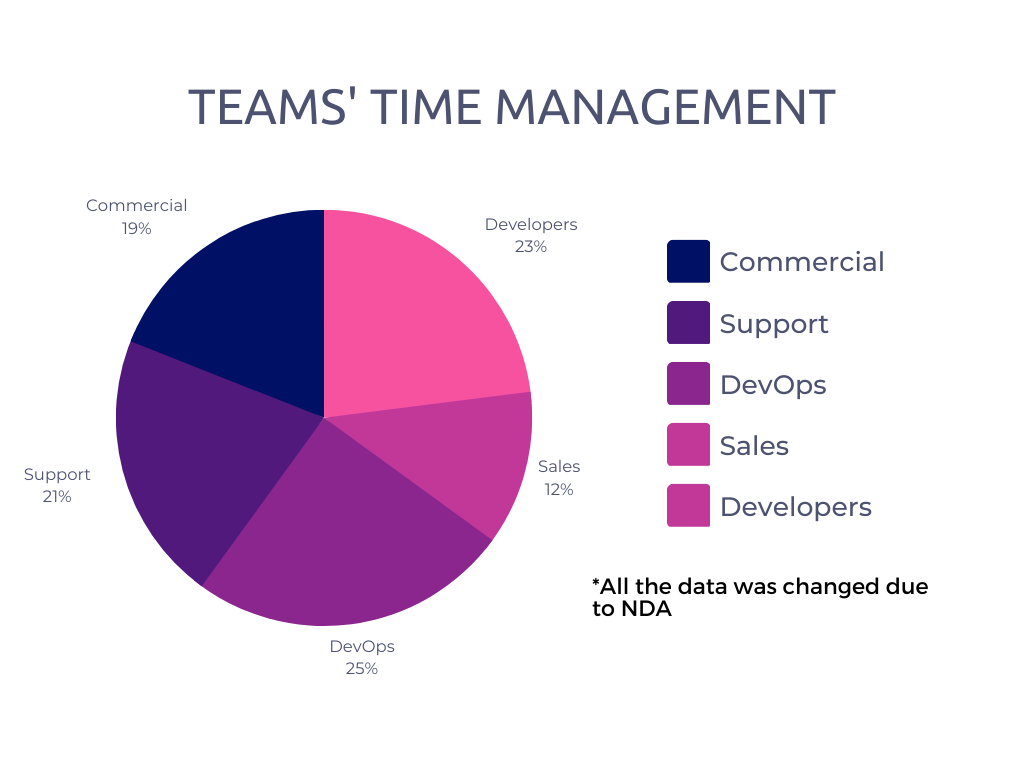 TEAMS' TIME MANAGEMENT
Commercial
19%
Developers
23%
Support
21%
Sales
12%
DevOps
25%
Commercial
Support
DevOps
Sales
Developers
*All the data was changed due
to NDA